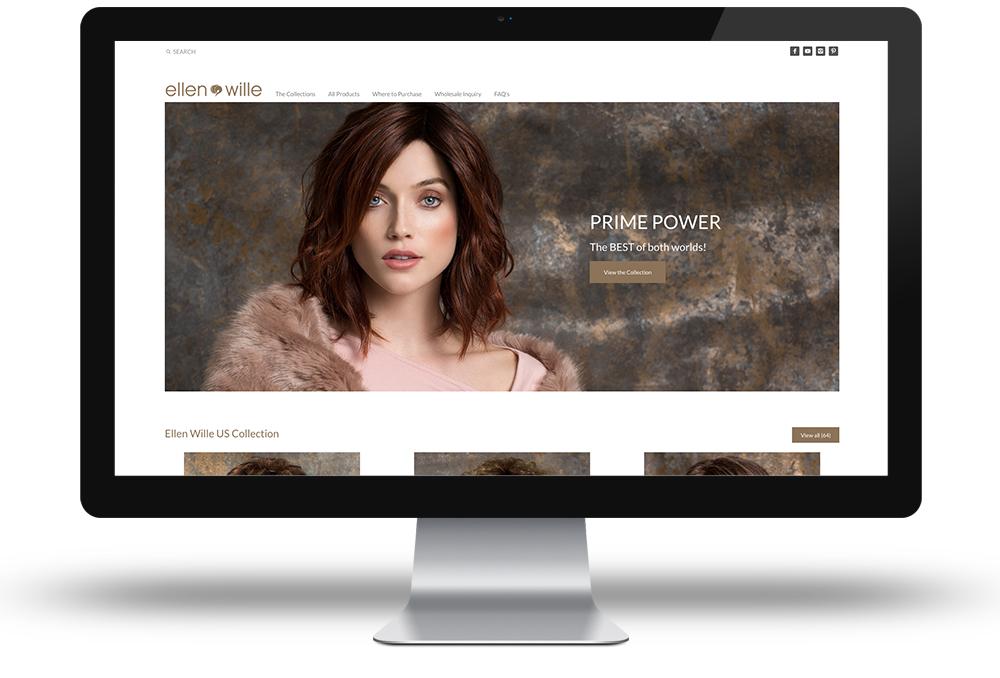 SEARCH
ellen wille
The Collections All Products Where to Purchase Wholesale Inquiry FAQ's
PRIME POWER
The BEST of both worlds!
View the Collection
Ellen Wille US Collection
View all (64)